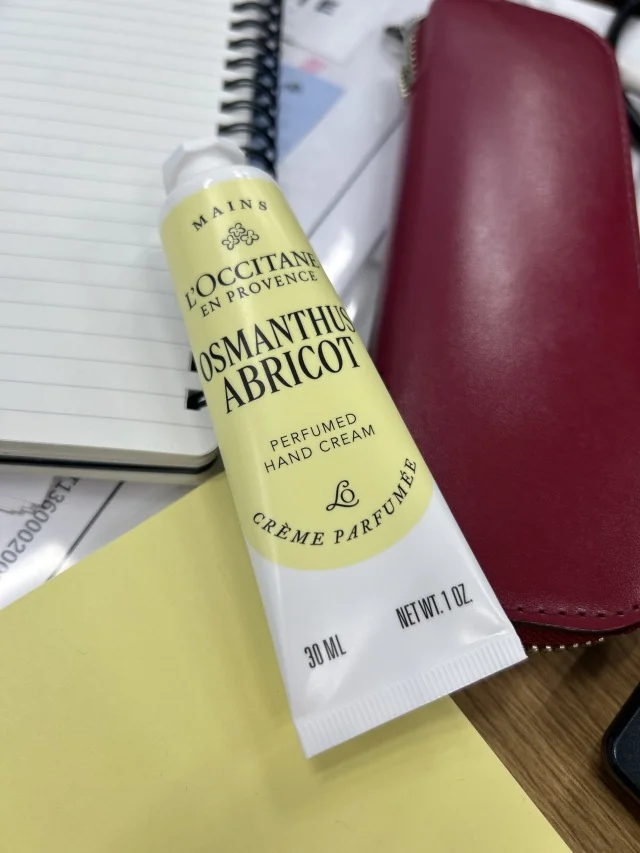 MAINS
L'OCCITANE
EN PROVENCE
OSMANTHUS
ABRICOT
PERFUMED
HAND CREAM
LO
CRÈME PARFUMÉE
30 ML
NET WT. 1 OZ.